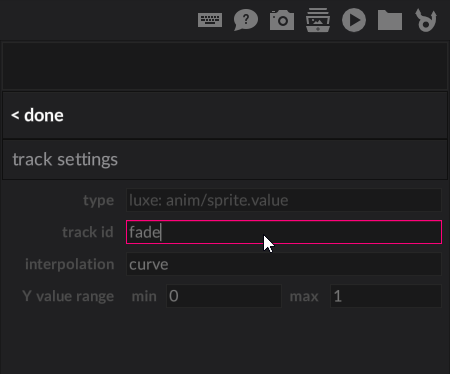 < done
track settings
type luxe: anim/sprite.value
track id fade
interpolation curve
Y value range min 0 max 1